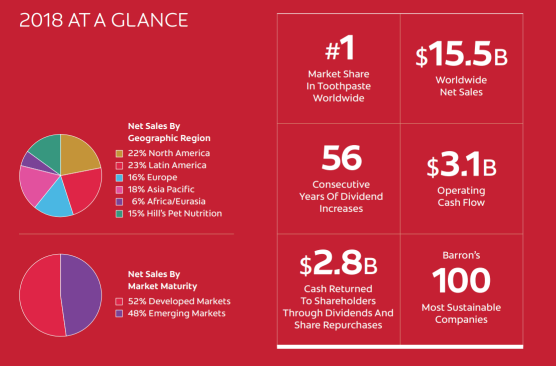 2018 AT A GLANCE
Net Sales By
Geographic Region
22% North America
23% Latin America
16% Europe
18% Asia Pacific
6% Africa/Eurasia
15% Hill's Pet Nutrition
Net Sales By
Market Maturity
52% Developed Markets
48% Emerging Markets
#1
Market Share
In Toothpaste
Worldwide
$15.5B
Worldwide
Net Sales
56
Consecutive
Years Of Dividend
Increases
$3.1B
Operating
Cash Flow
$2.8B
Cash Returned
To Shareholders
Through Dividends And
Share Repurchases
Barron's
100
Most Sustainable
Companies